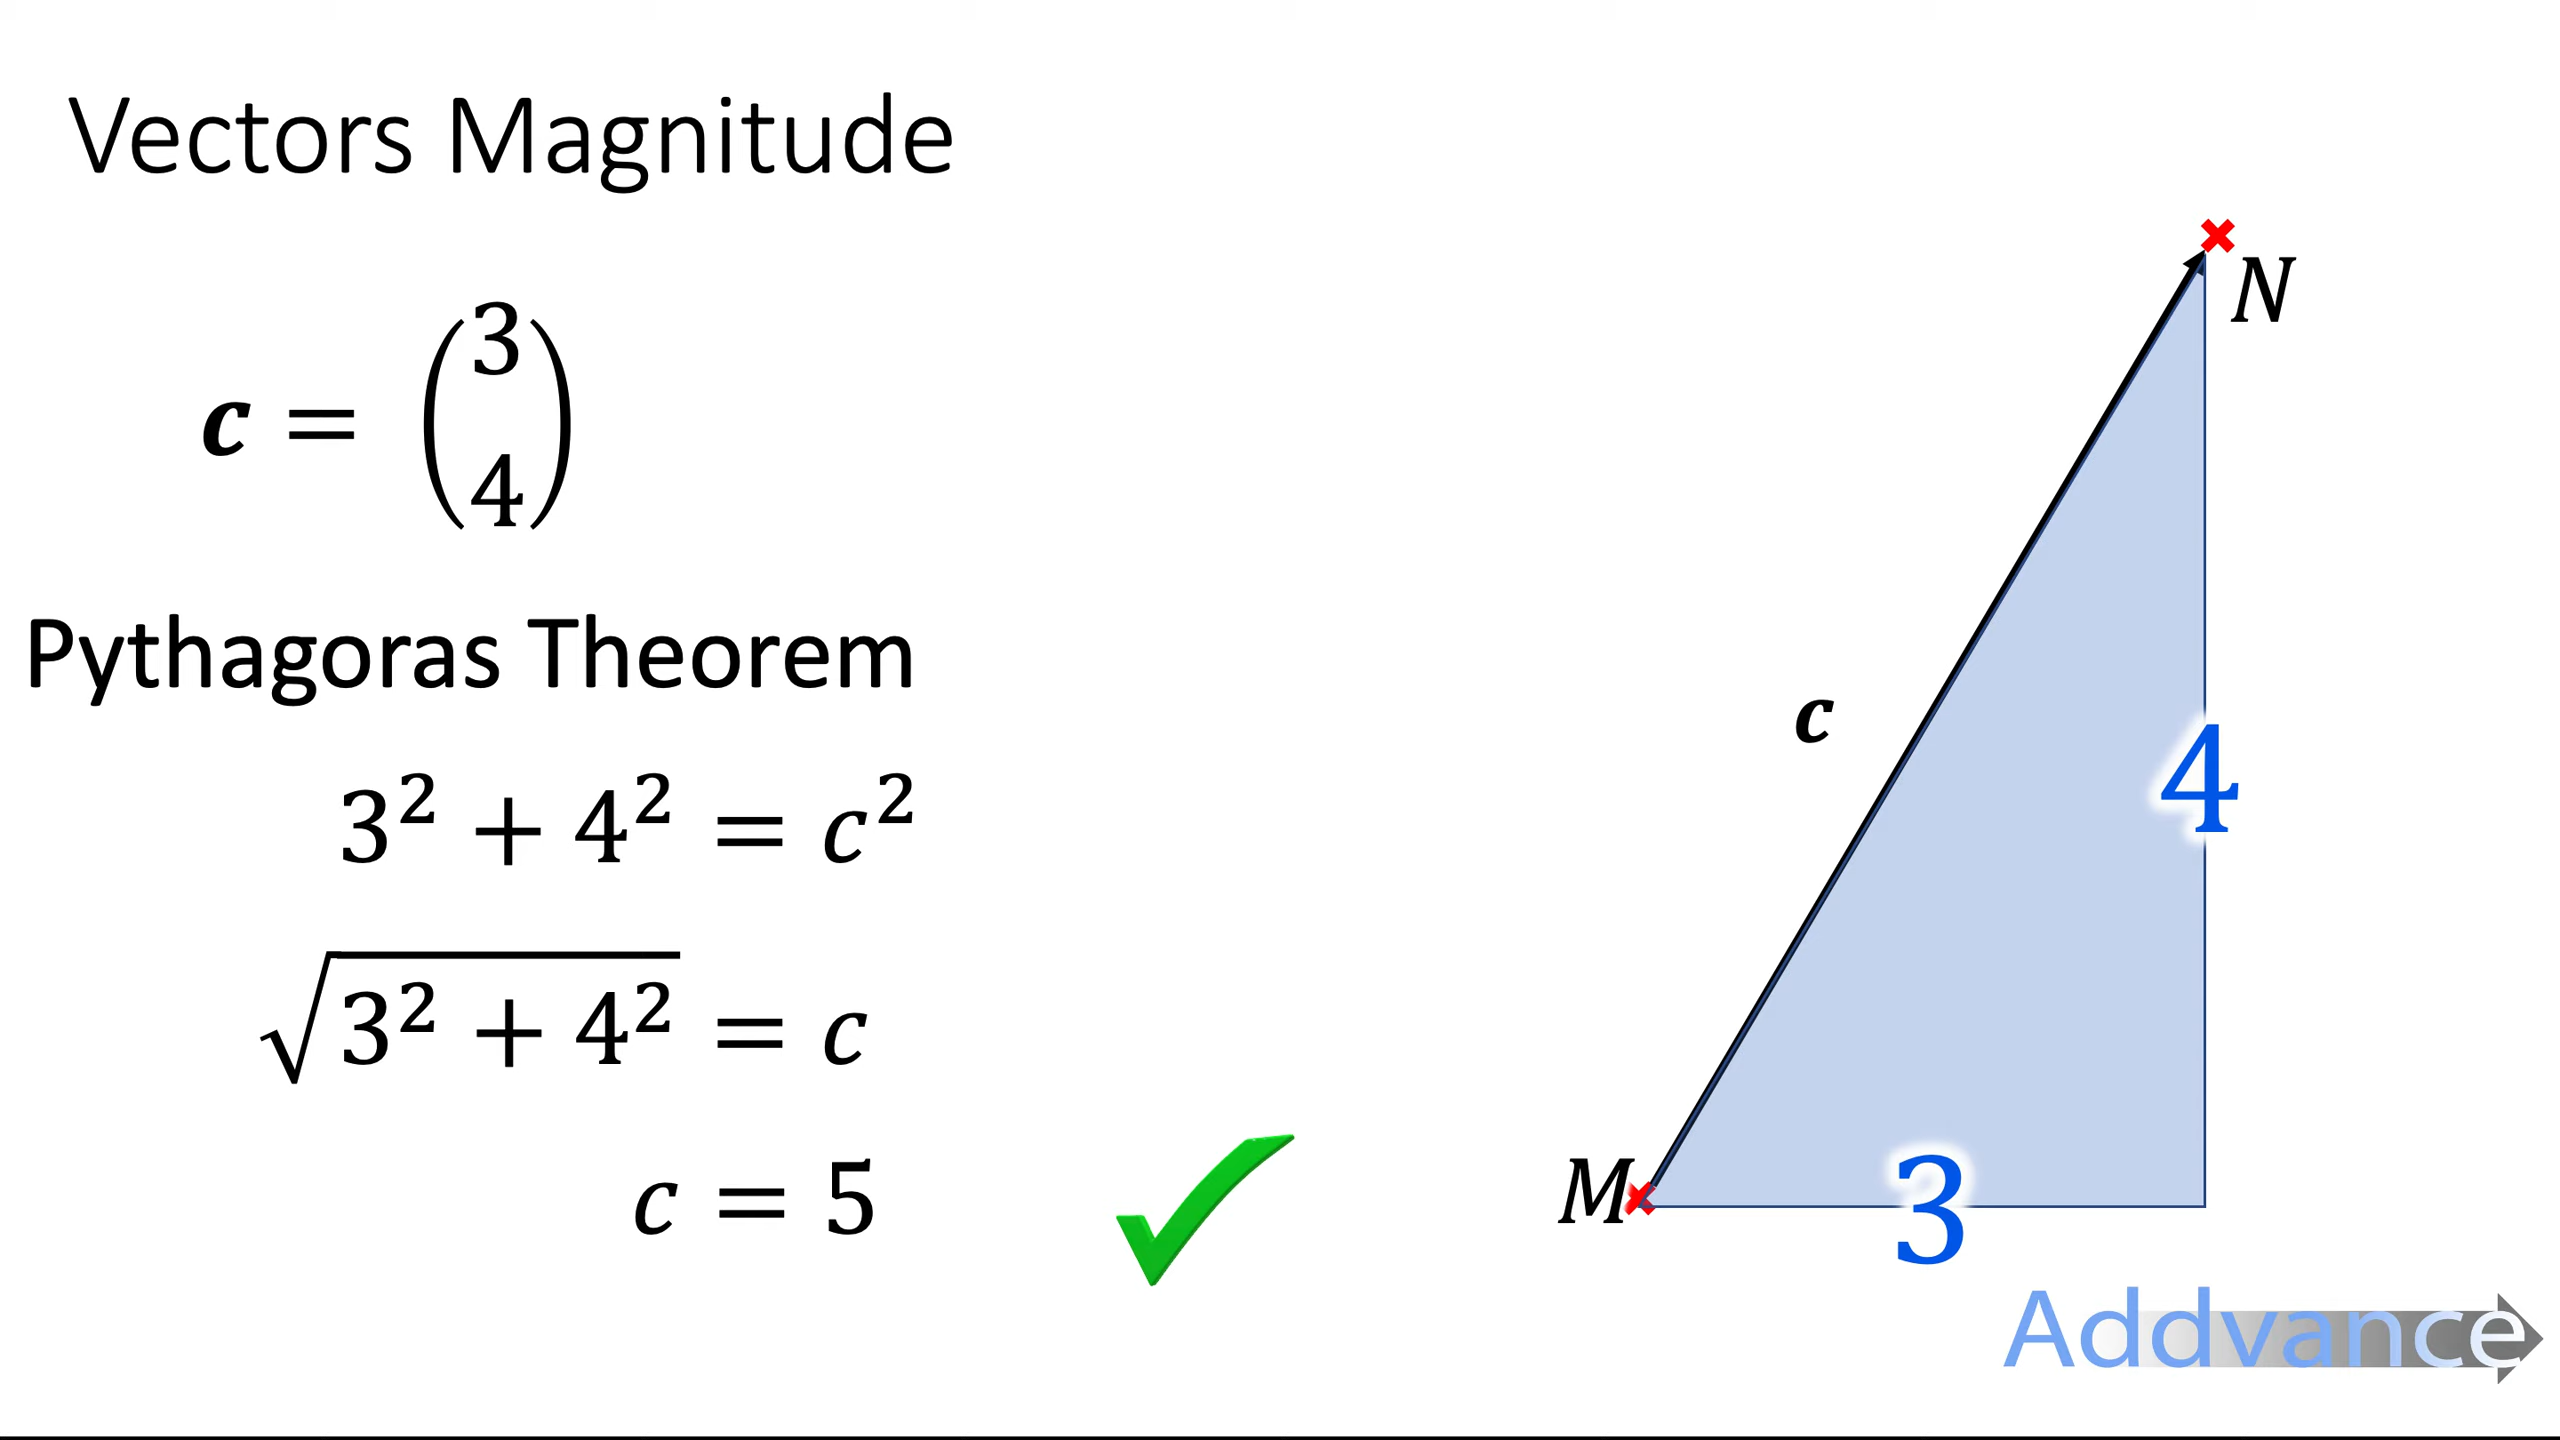 Vectors Magnitude
c = (3
4)
Pythagoras Theorem
3² + 4² = c²
√3² + 4² = c
c = 5
N
c
4
M
3
Addvance